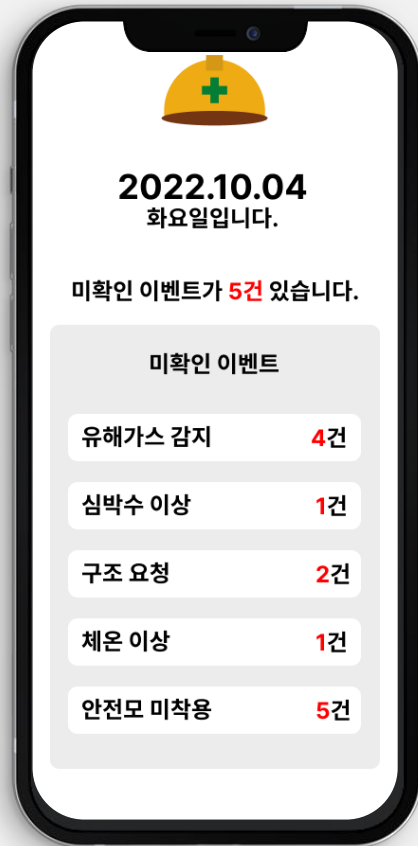 2022.10.04
화요일입니다.
미확인 이벤트가 5건 있습니다.
미확인 이벤트
유해가스 감지 4건
심박수 이상 1건
구조 요청 2건
체온 이상 1건
안전모 미착용 5건